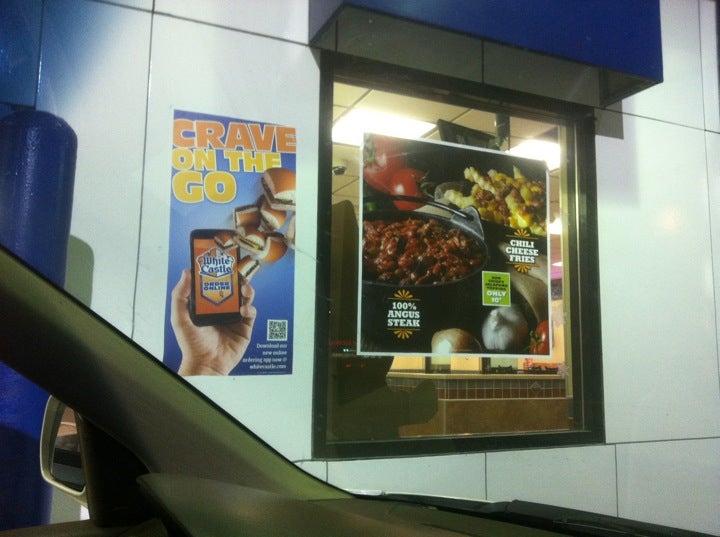 CRAVE
ON THE
GO
White
Castle
ORDER
ONLINE
Download our
new online
ordering app now @
whitecastle.com
100%
ANGUS
STEAK
CHILI
CHEESE
FRIES
ONLY